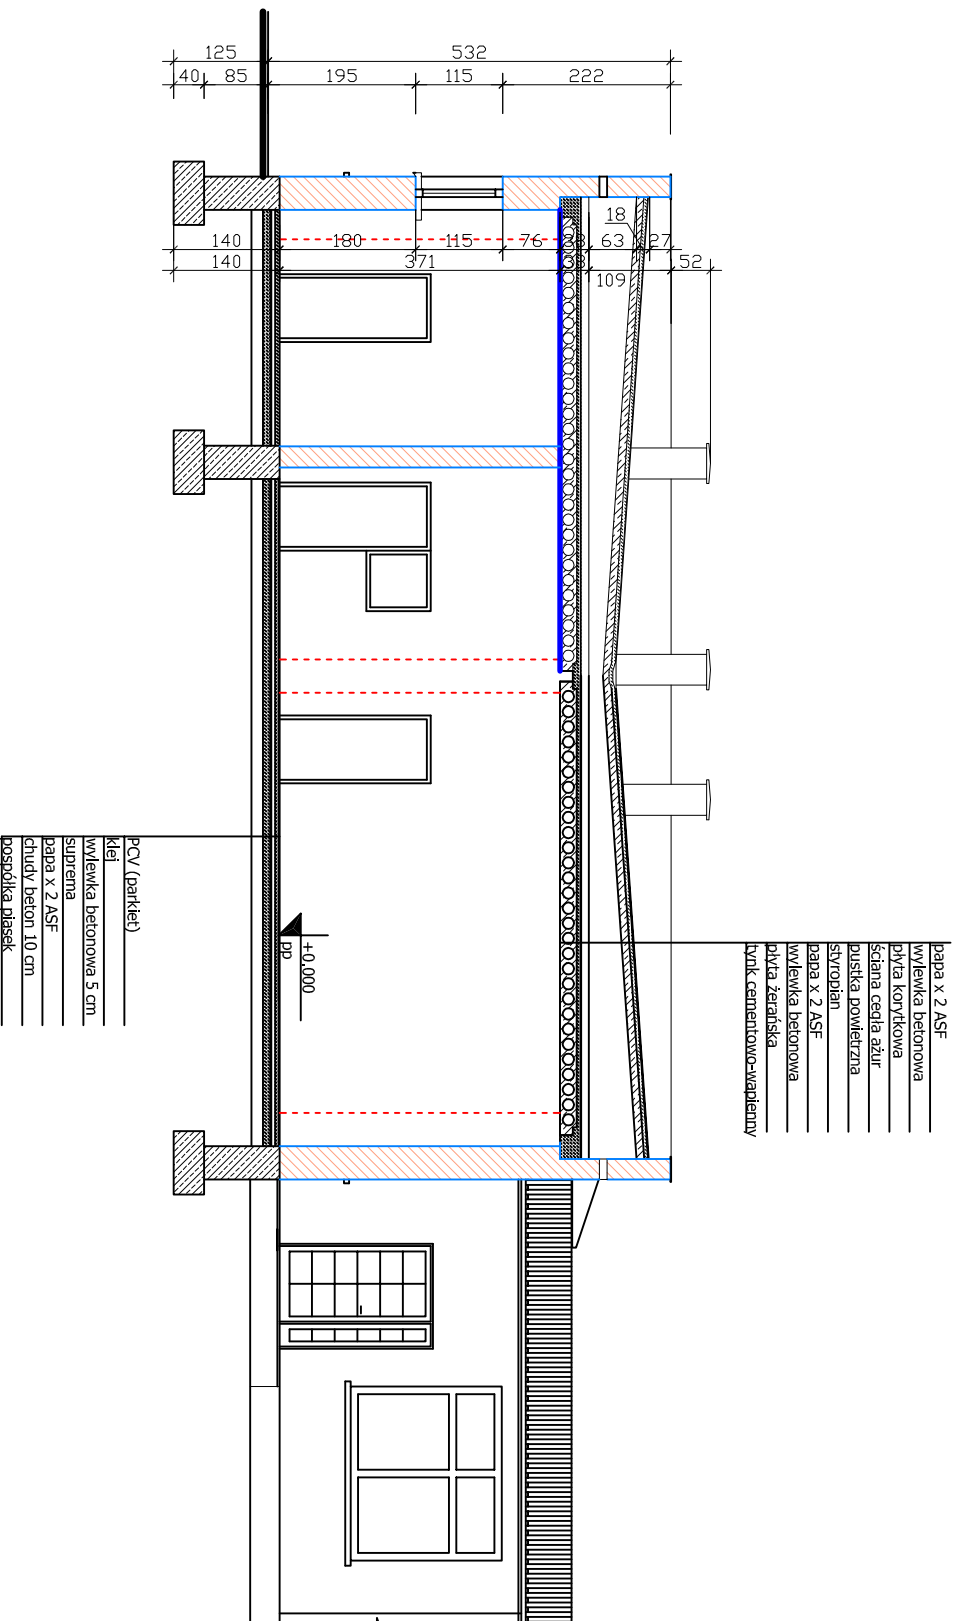 125
532
40
85
195
115
222
18
140
180
115
76
38
63
27
140
371
38
109
52
papa x 2 ASF
wylewka betonowa
płyta korytkowa
ściana cegła ażur
pustka powietrzna
styropian
papa x 2 ASF
wylewka betonowa
płyta żerańska
tynk cementowo-wapienny
+0,000
pp
PCV (parkiet)
klej
wylewka betonowa 5 cm
suprema
papa x 2 ASF
chudy beton 10 cm
pospółka piasek